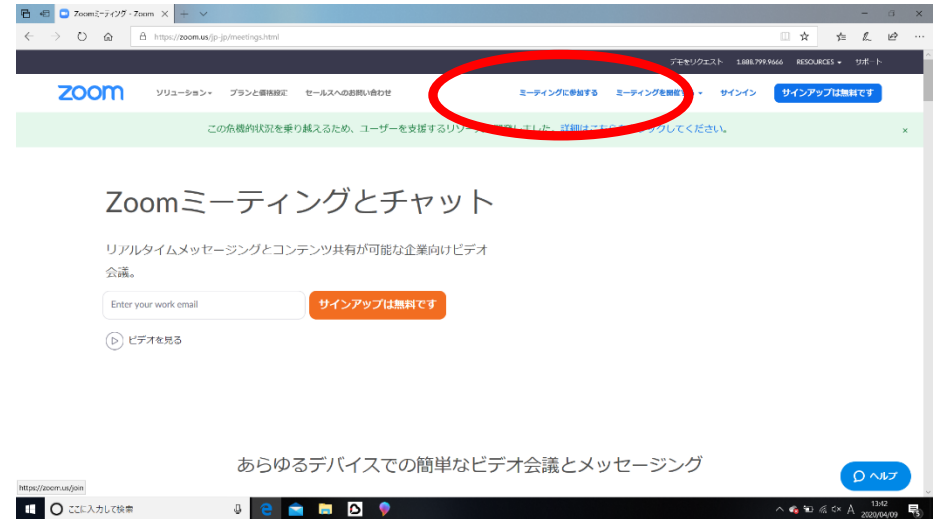 Zoomミーティング - Zoom
https://zoom.us/jp-jp/meetings.html
デモをリクエスト 1.888.799.9666 RESOURCES サポート
zoom ソリューション プランと価格設定 セールスへのお問い合わせ ミーティングに参加する ミーティングを開催 サインイン サインアップは無料です
この危機的状況を乗り越えるため、ユーザーを支援するリソー 詳細はこち クしてください。
Zoomミーティングとチャット
リアルタイムメッセージングとコンテンツ共有が可能な企業向けビデオ
会議。
Enter your work email サインアップは無料です
ビデオを見る
あらゆるデバイスでの簡単なビデオ会議とメッセージング
ヘルプ
https://zoom.us/join
ここに入力して検索
A 13:42
2020/04/09